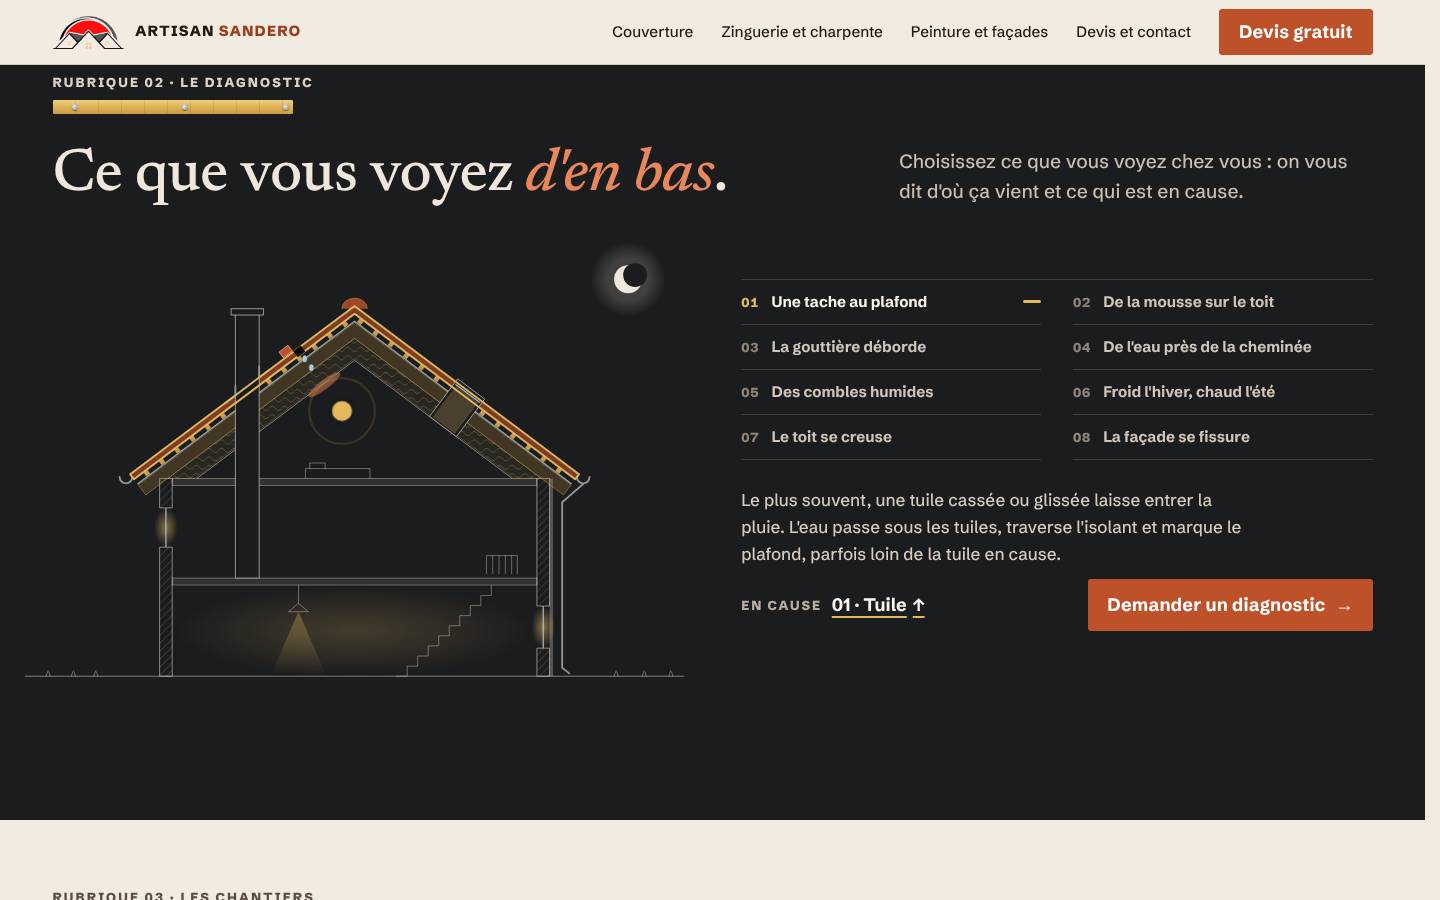 ARTISAN SANDERO
Couverture
Zinguerie et charpente
Peinture et façades
Devis et contact
Devis gratuit
RUBRIQUE 02 · LE DIAGNOSTIC
Ce que vous voyez d'en bas.
Choisissez ce que vous voyez chez vous : on vous
dit d'où ça vient et ce qui est en cause.
01 Une tache au plafond
02 De la mousse sur le toit
03 La gouttière déborde
04 De l'eau près de la cheminée
05 Des combles humides
06 Froid l'hiver, chaud l'été
07 Le toit se creuse
08 La façade se fissure
Le plus souvent, une tuile cassée ou glissée laisse entrer la
pluie. L'eau passe sous les tuiles, traverse l'isolant et marque le
plafond, parfois loin de la tuile en cause.
EN CAUSE 01 · Tuile ↑
Demander un diagnostic →
RUBRIQUE 03 · LES CHANTIERS